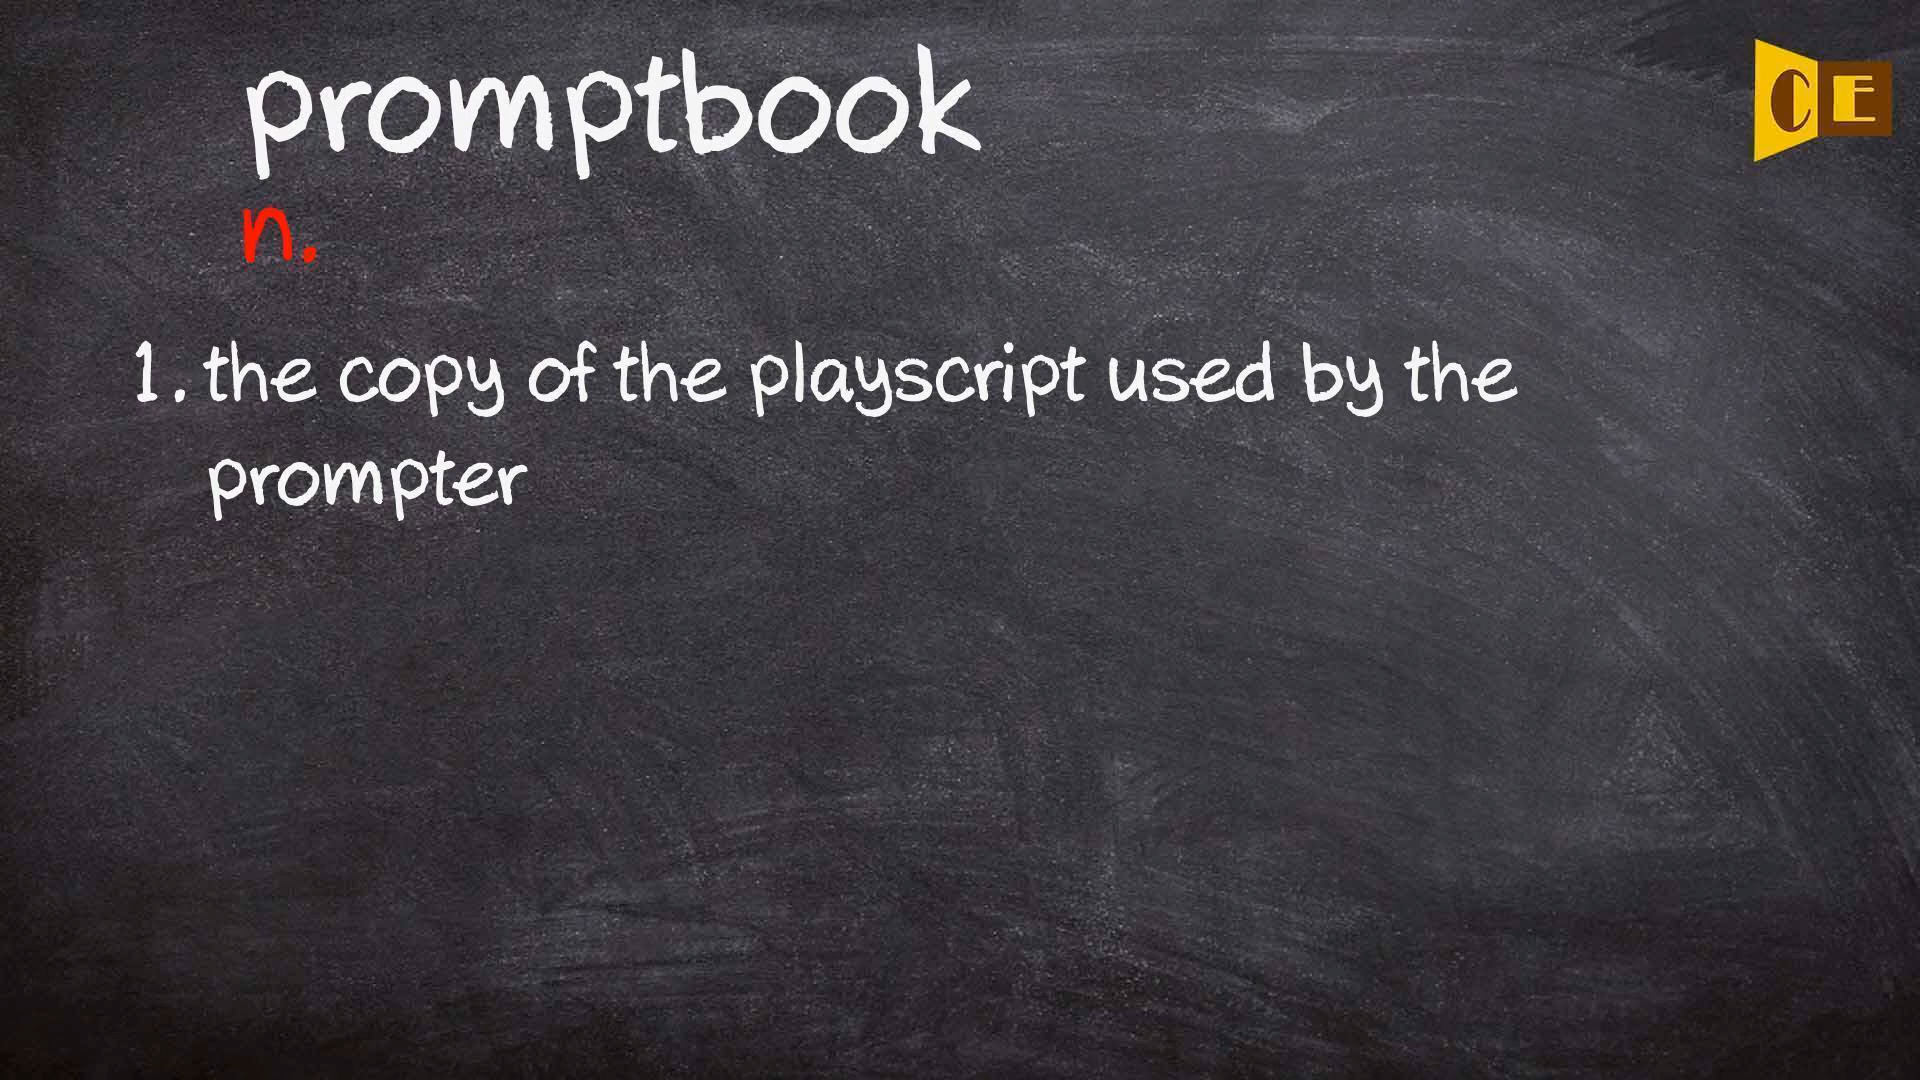 promptbook
CE
n.
1. the copy of the playscript used by the
prompter